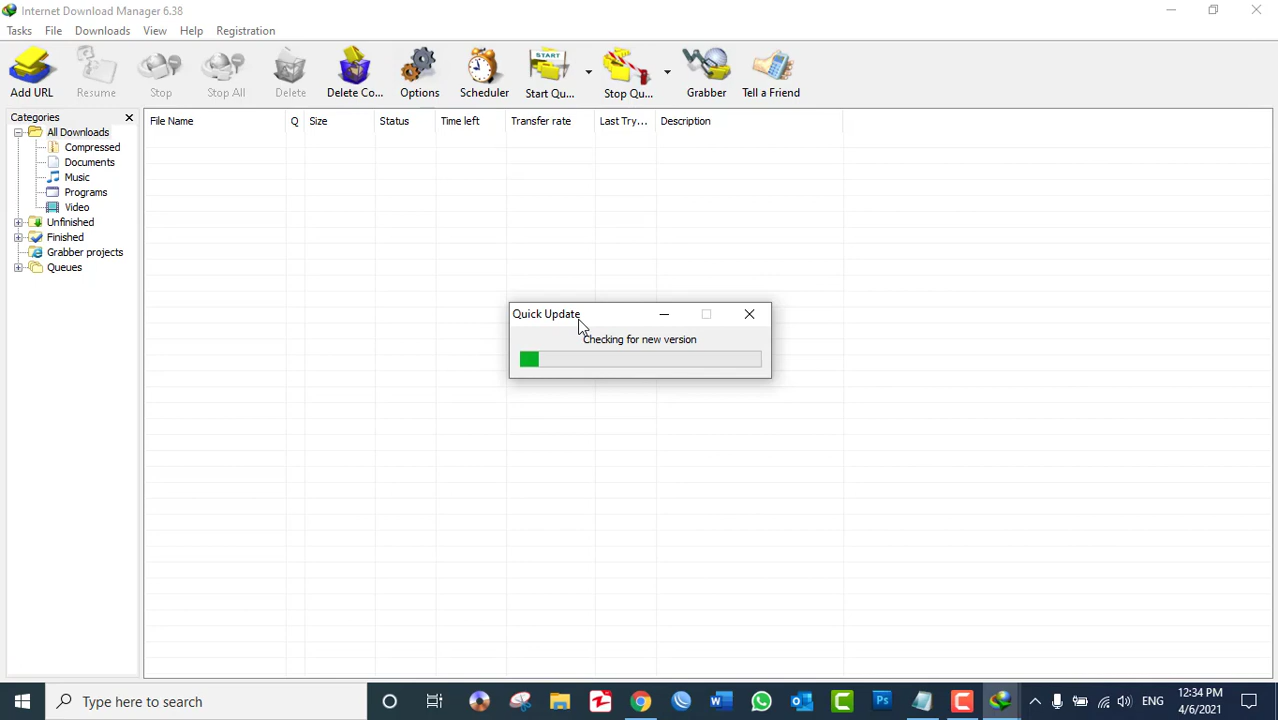 Internet Download Manager 6.38
Tasks File Downloads View Help Registration
Add URL Resume Stop Stop All Delete Delete Co... Options Scheduler Start Qu... Stop Qu... Grabber Tell a Friend
Categories
File Name Q Size Status Time left Transfer rate Last Try... Description
All Downloads
Compressed
Documents
Music
Programs
Video
Unfinished
Finished
Grabber projects
Queues
Quick Update
Checking for new version
Type here to search
ENG
12:34 PM
4/6/2021